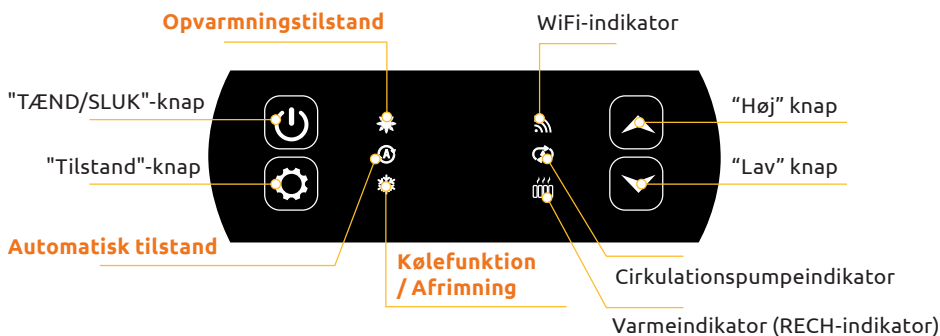 Opvarmningstilstand
WiFi-indikator
"TÆND/SLUK"-knap
“Høj” knap
"Tilstand"-knap
“Lav” knap
A
Automatisk tilstand
Kølefunktion
/ Afrimning
Cirkulationspumpeindikator
Varmeindikator (RECH-indikator)